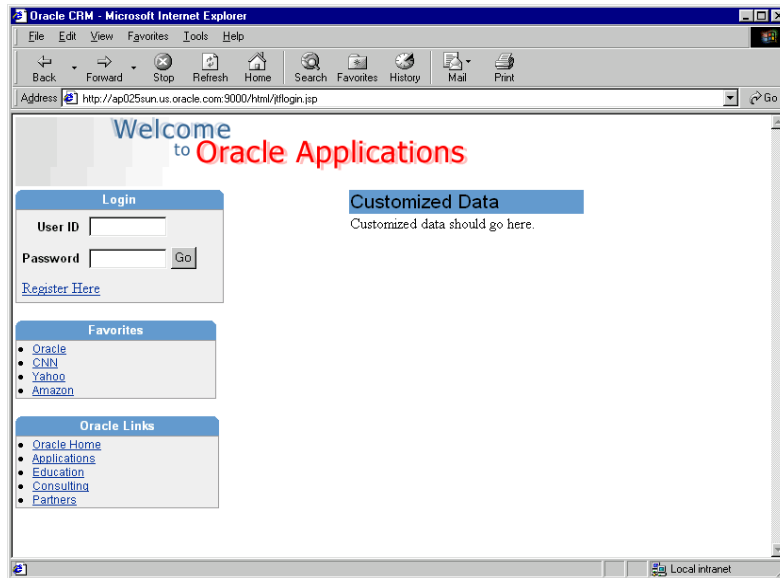 Oracle CRM - Microsoft Internet Explorer
File Edit View Favorites Tools Help
Back Forward Stop Refresh Home Search Favorites History Mail Print
Address http://ap025sun.us.oracle.com:9000/html/jtflogin.jsp Go
Welcome
to Oracle Applications
Login
User ID
Password Go
Register Here
Customized Data
Customized data should go here.
Favorites
Oracle
CNN
Yahoo
Amazon
Oracle Links
Oracle Home
Applications
Education
Consulting
Partners
Local intranet